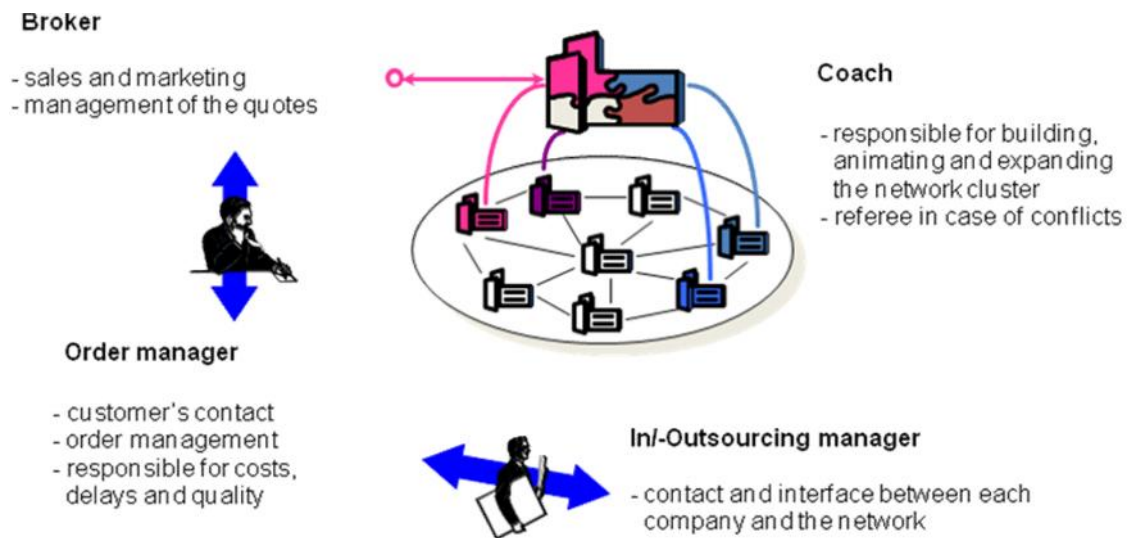 Broker
- sales and marketing
- management of the quotes
Coach
- responsible for building,
animating and expanding
the network cluster
- referee in case of conflicts
Order manager
- customer's contact
- order management
- responsible for costs,
delays and quality
In/-Outsourcing manager
- contact and interface between each
company and the network